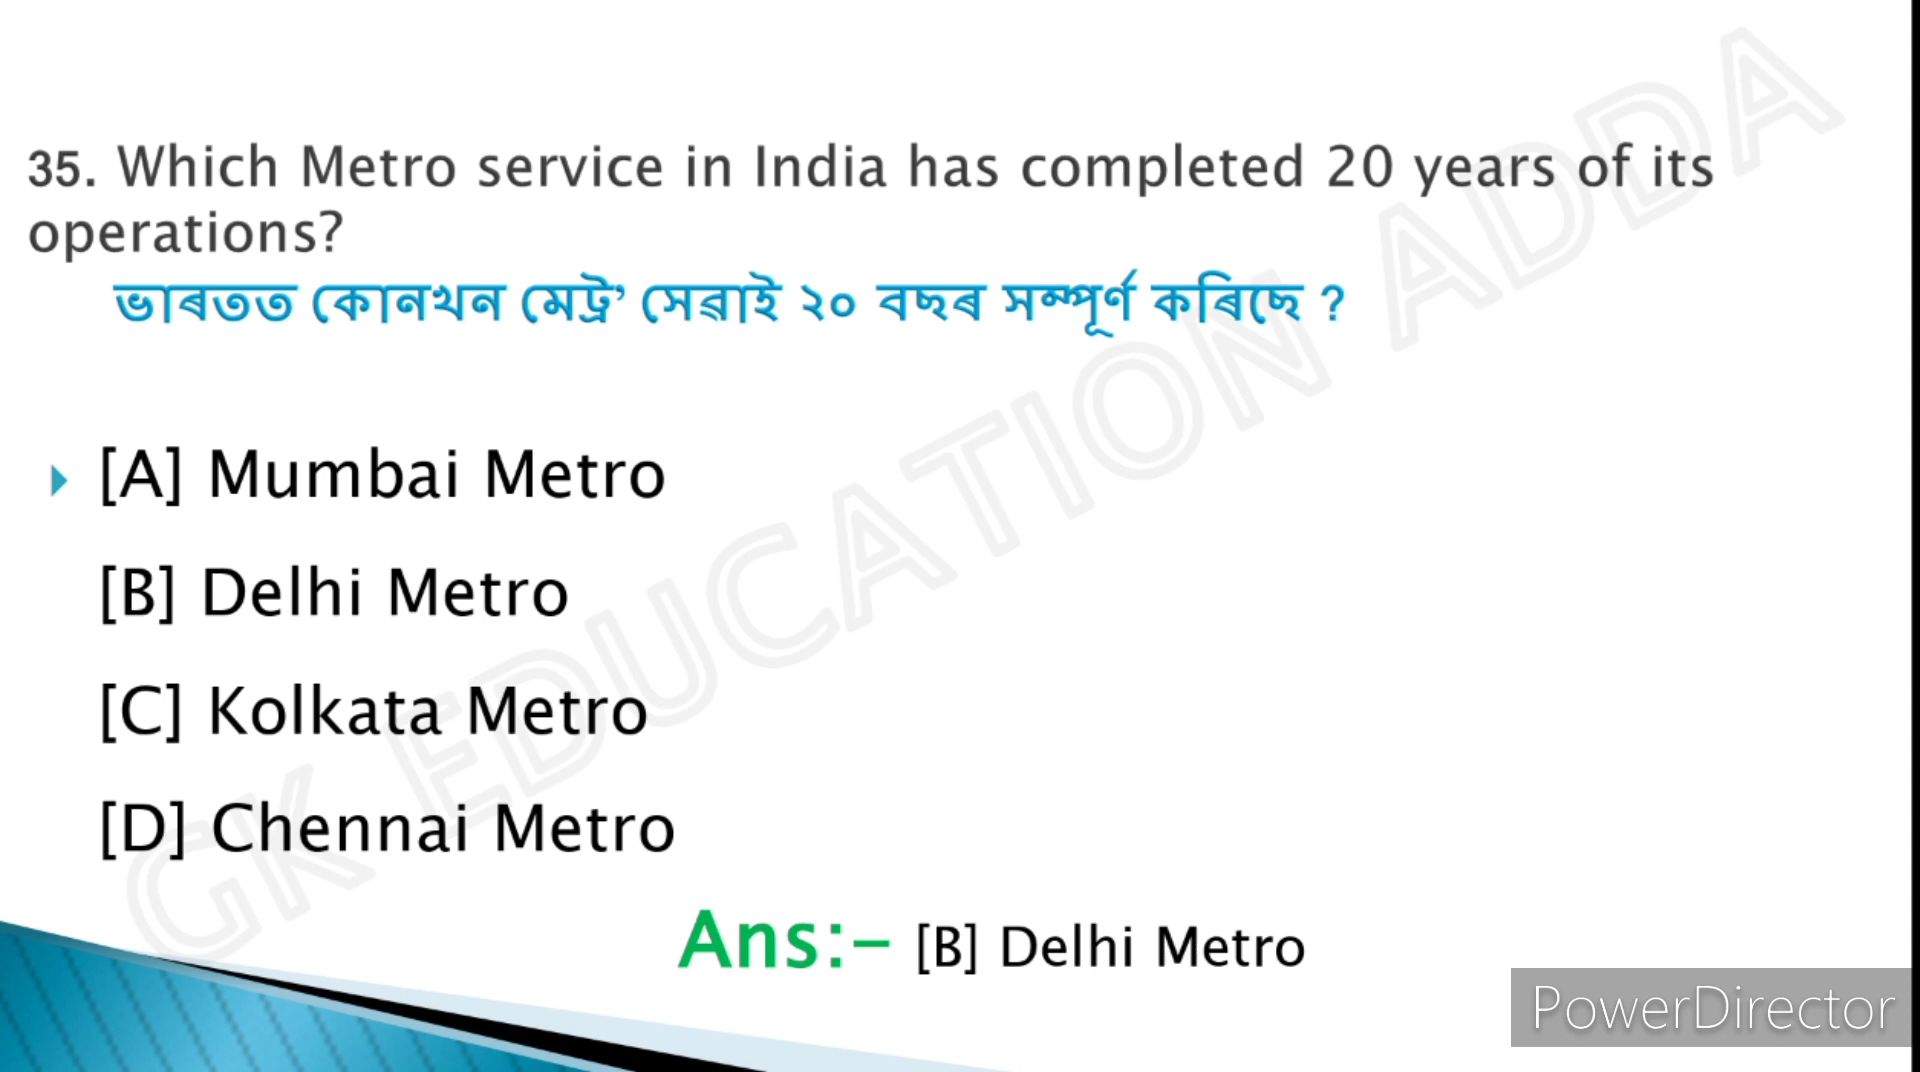 35. Which Metro service in India has completed 20 years of its
operations?
ভাৰতত কোনখন মেট্ৰ’ সেৱাই ২০ বছৰ সম্পূৰ্ণ কৰিছে ?
[A] Mumbai Metro
[B] Delhi Metro
[C] Kolkata Metro
[D] Chennai Metro
Ans:- [B] Delhi Metro
GK EDUCATION ADDA
PowerDirector